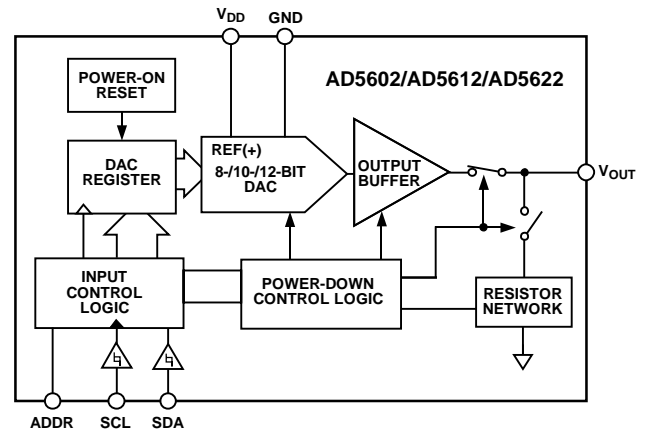 VDD
GND
POWER-ON
RESET
AD5602/AD5612/AD5622
DAC
REGISTER
REF(+)
8-/10-/12-BIT
DAC
OUTPUT
BUFFER
VOUT
INPUT
CONTROL
LOGIC
POWER-DOWN
CONTROL LOGIC
RESISTOR
NETWORK
ADDR
SCL
SDA